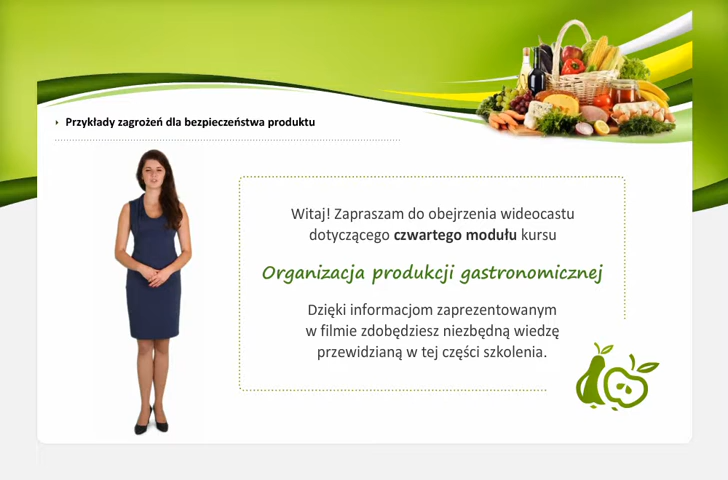 Przykłady zagrożeń dla bezpieczeństwa produktu
Witaj! Zapraszam do obejrzenia wideocastu
dotyczącego czwartego modułu kursu
Organizacja produkcji gastronomicznej
Dzięki informacjom zaprezentowanym
w filmie zdobędziesz niezbędną wiedzę
przewidzianą w tej części szkolenia.